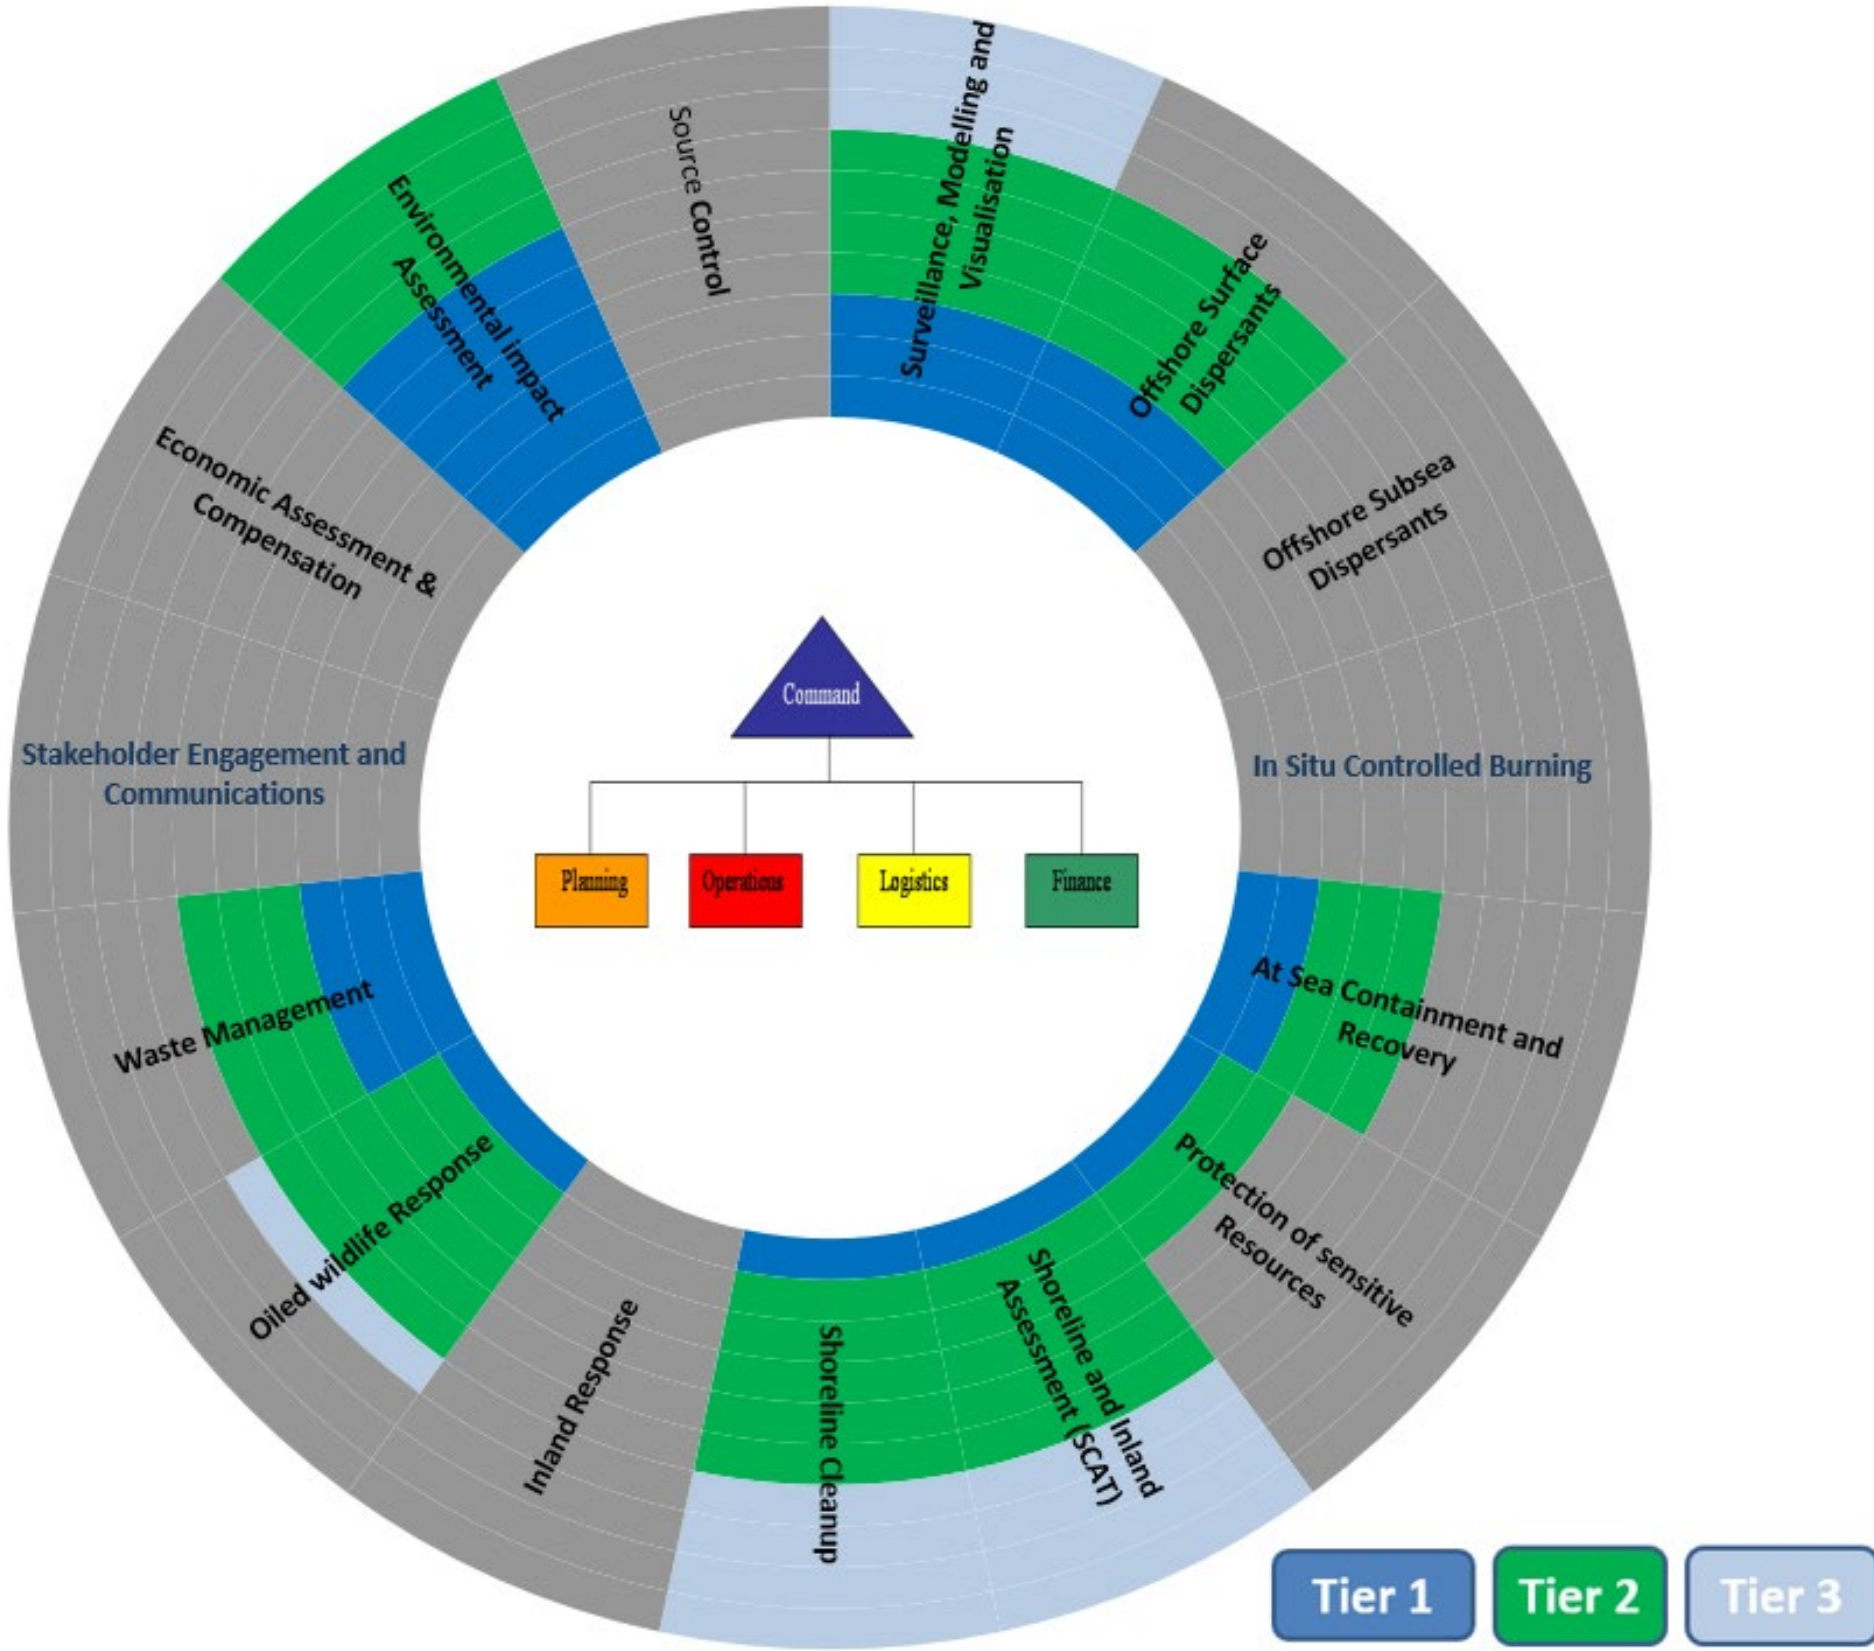 Source Control
Surveillance, Modelling and
Visualisation
Offshore Surface
Dispersants
Offshore Subsea
Dispersants
In Situ Controlled Burning
At Sea Containment and
Recovery
Protection of sensitive
Resources
Shoreline and Inland
Assessment (SCAT)
Shoreline Cleanup
Inland Response
Oiled wildlife Response
Waste Management
Stakeholder Engagement and
Communications
Economic Assessment &
Compensation
Environmental impact
Assessment
Command
Planning
Operations
Logistics
Finance
Tier 1
Tier 2
Tier 3